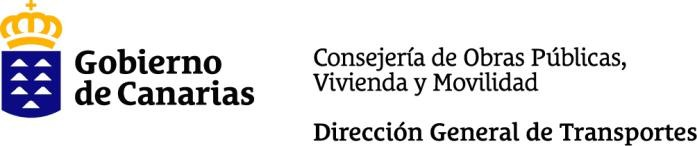 Gobierno
de Canarias
Consejería de Obras Públicas,
Vivienda y Movilidad
Dirección General de Transportes